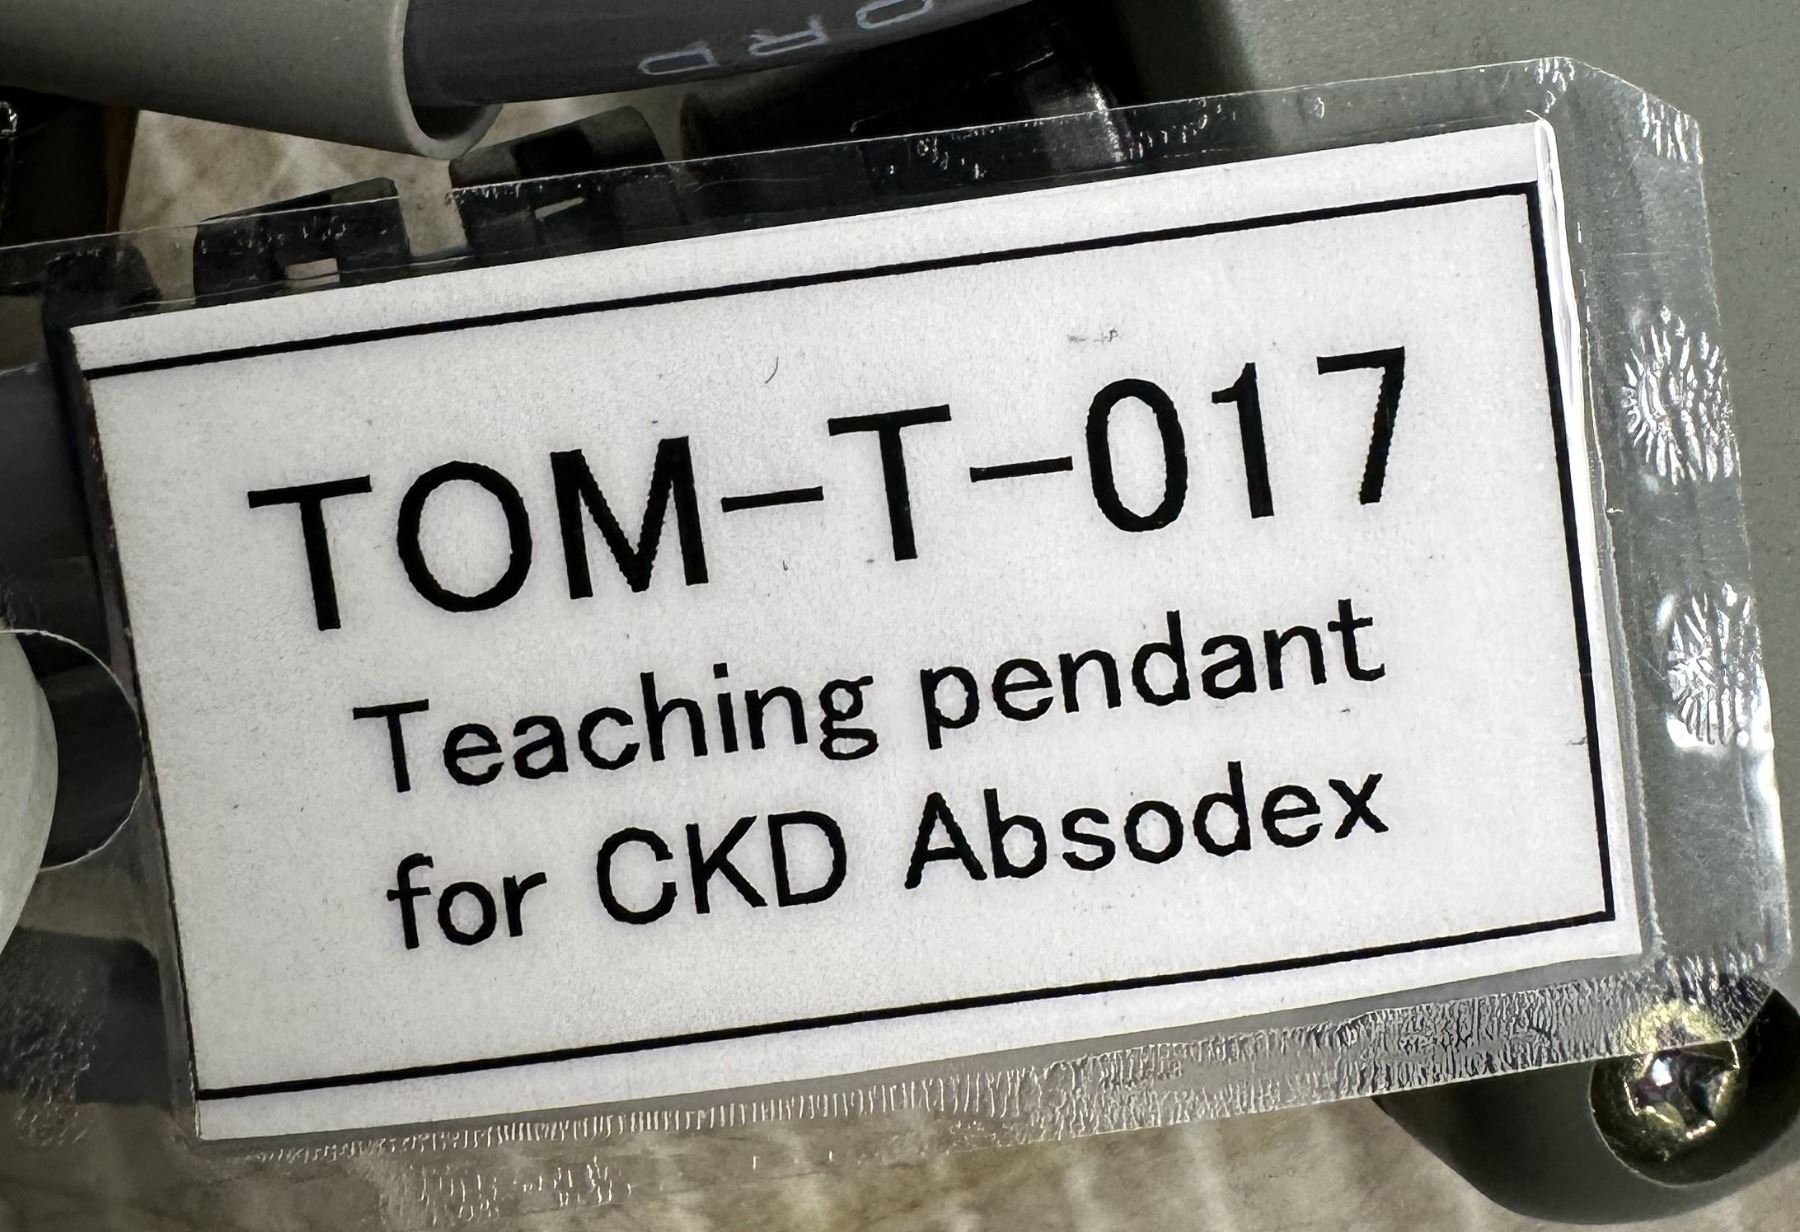 TOM-T-017
Teaching pendant
for CKD Absodex